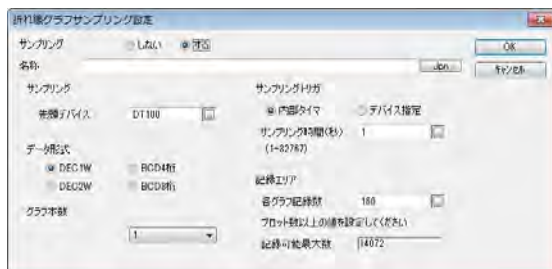 折れ線グラフサンプリング設定
サンプリング しない する
OK
名称 Jpn
キャンセル
サンプリング
先頭デバイス DT100
データ形式
DEC1W BCD4桁
DEC2W BCD8桁
グラフ本数
1
サンプリングトリガ
内部タイマ デバイス指定
サンプリング時間(秒) 1
(1-32767)
記録エリア
各グラフ記録数 180
プロット数以上の値を設定してください
記録可能最大数 14072